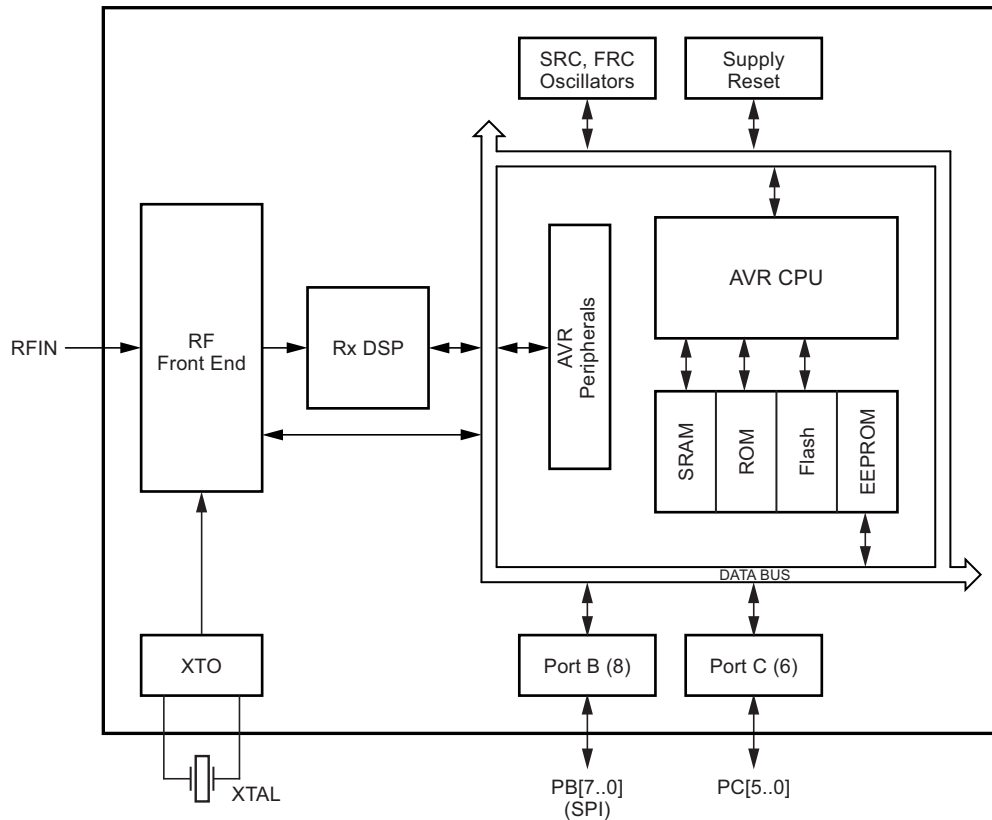 SRC, FRC
Oscillators
Supply
Reset
AVR CPU
RFIN
RF
Front End
Rx DSP
AVR
Peripherals
SRAM
ROM
Flash
EEPROM
DATA BUS
XTO
Port B (8)
Port C (6)
XTAL
PB[7..0]
(SPI)
PC[5..0]